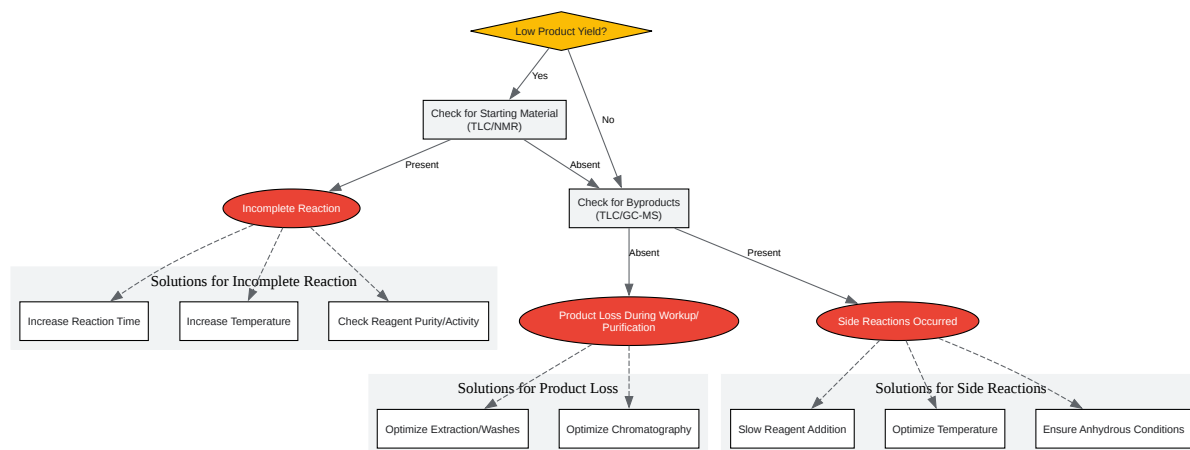 Low Product Yield?
Yes
Check for Starting Material
(TLC/NMR)
No
Present
Absent
Incomplete Reaction
Check for Byproducts
(TLC/GC-MS)
Absent
Present
Solutions for Incomplete Reaction
Increase Reaction Time
Increase Temperature
Check Reagent Purity/Activity
Product Loss During Workup/
Purification
Side Reactions Occurred
Solutions for Product Loss
Optimize Extraction/Washes
Optimize Chromatography
Solutions for Side Reactions
Slow Reagent Addition
Optimize Temperature
Ensure Anhydrous Conditions